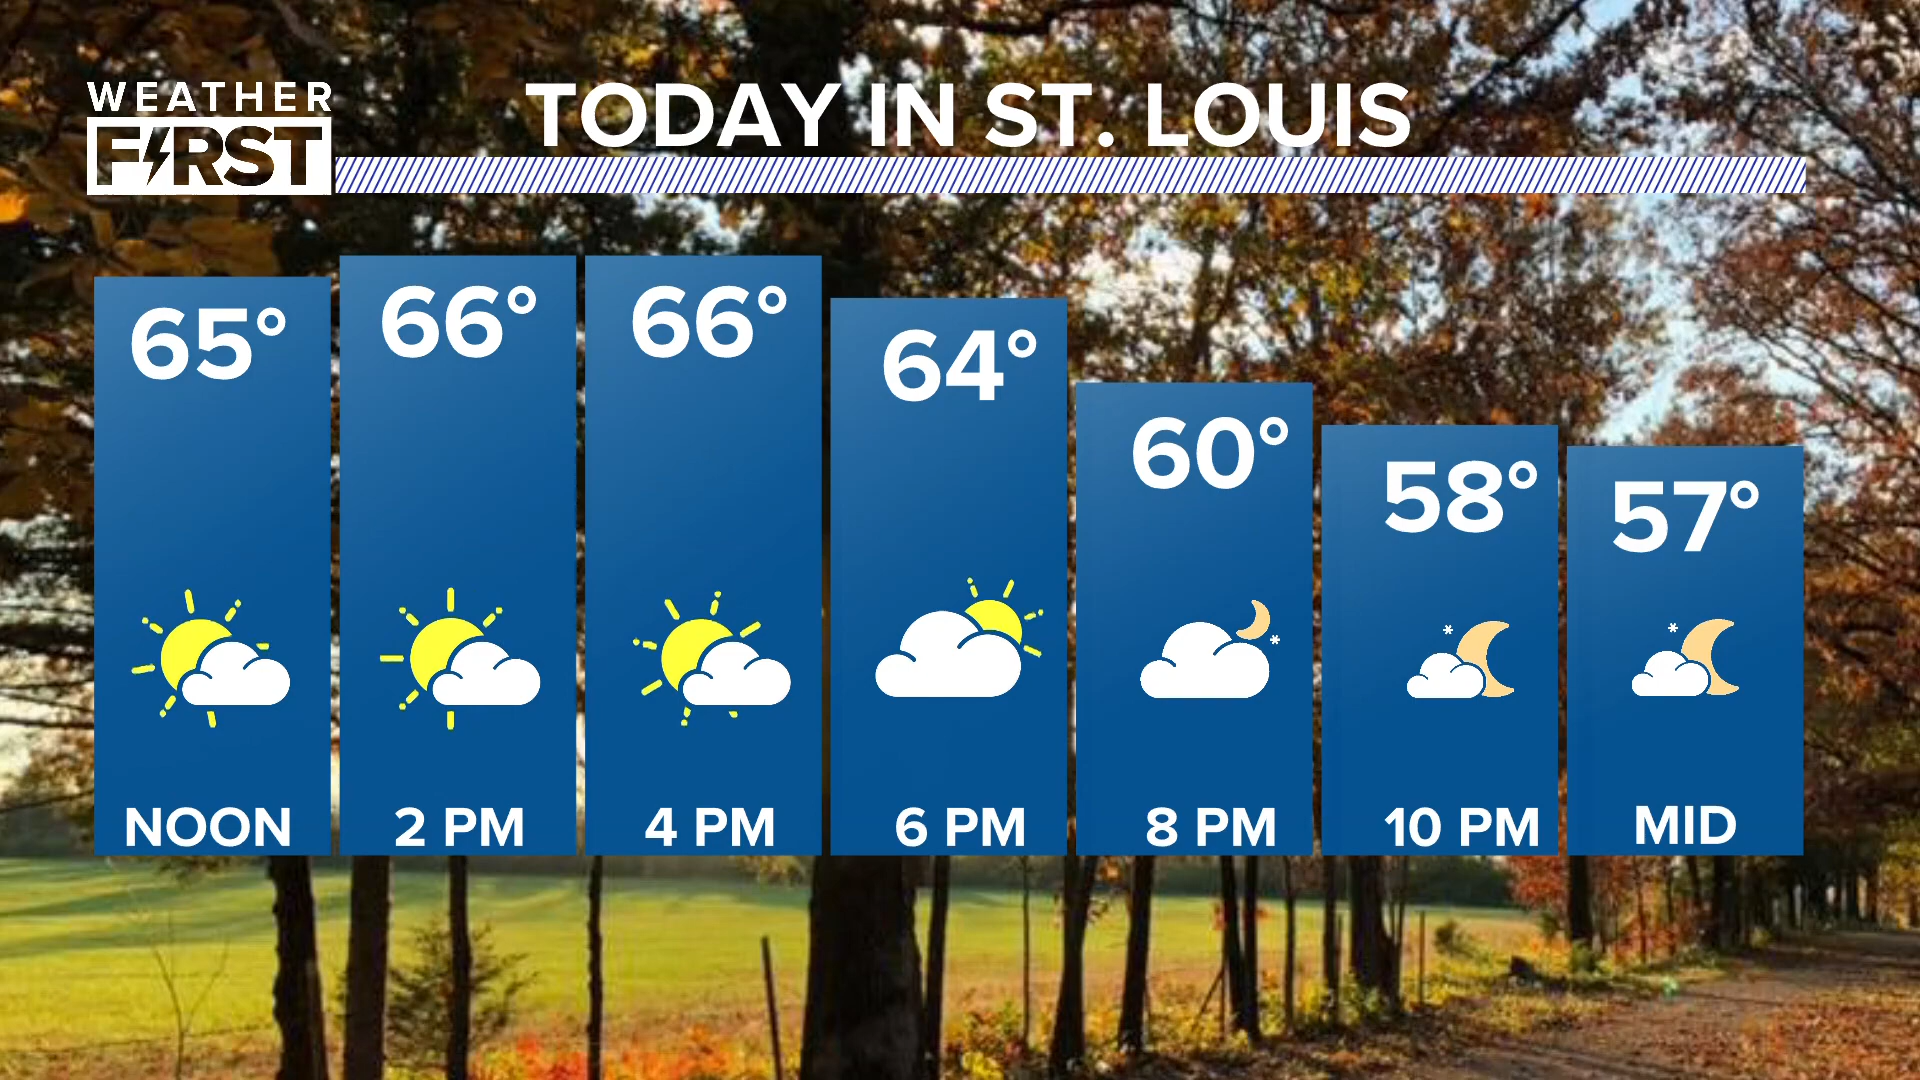 WEATHER
FIRST
TODAY IN ST. LOUIS
65° 66° 66° 64° 60° 58° 57°
NOON 2 PM 4 PM 6 PM 8 PM 10 PM MID